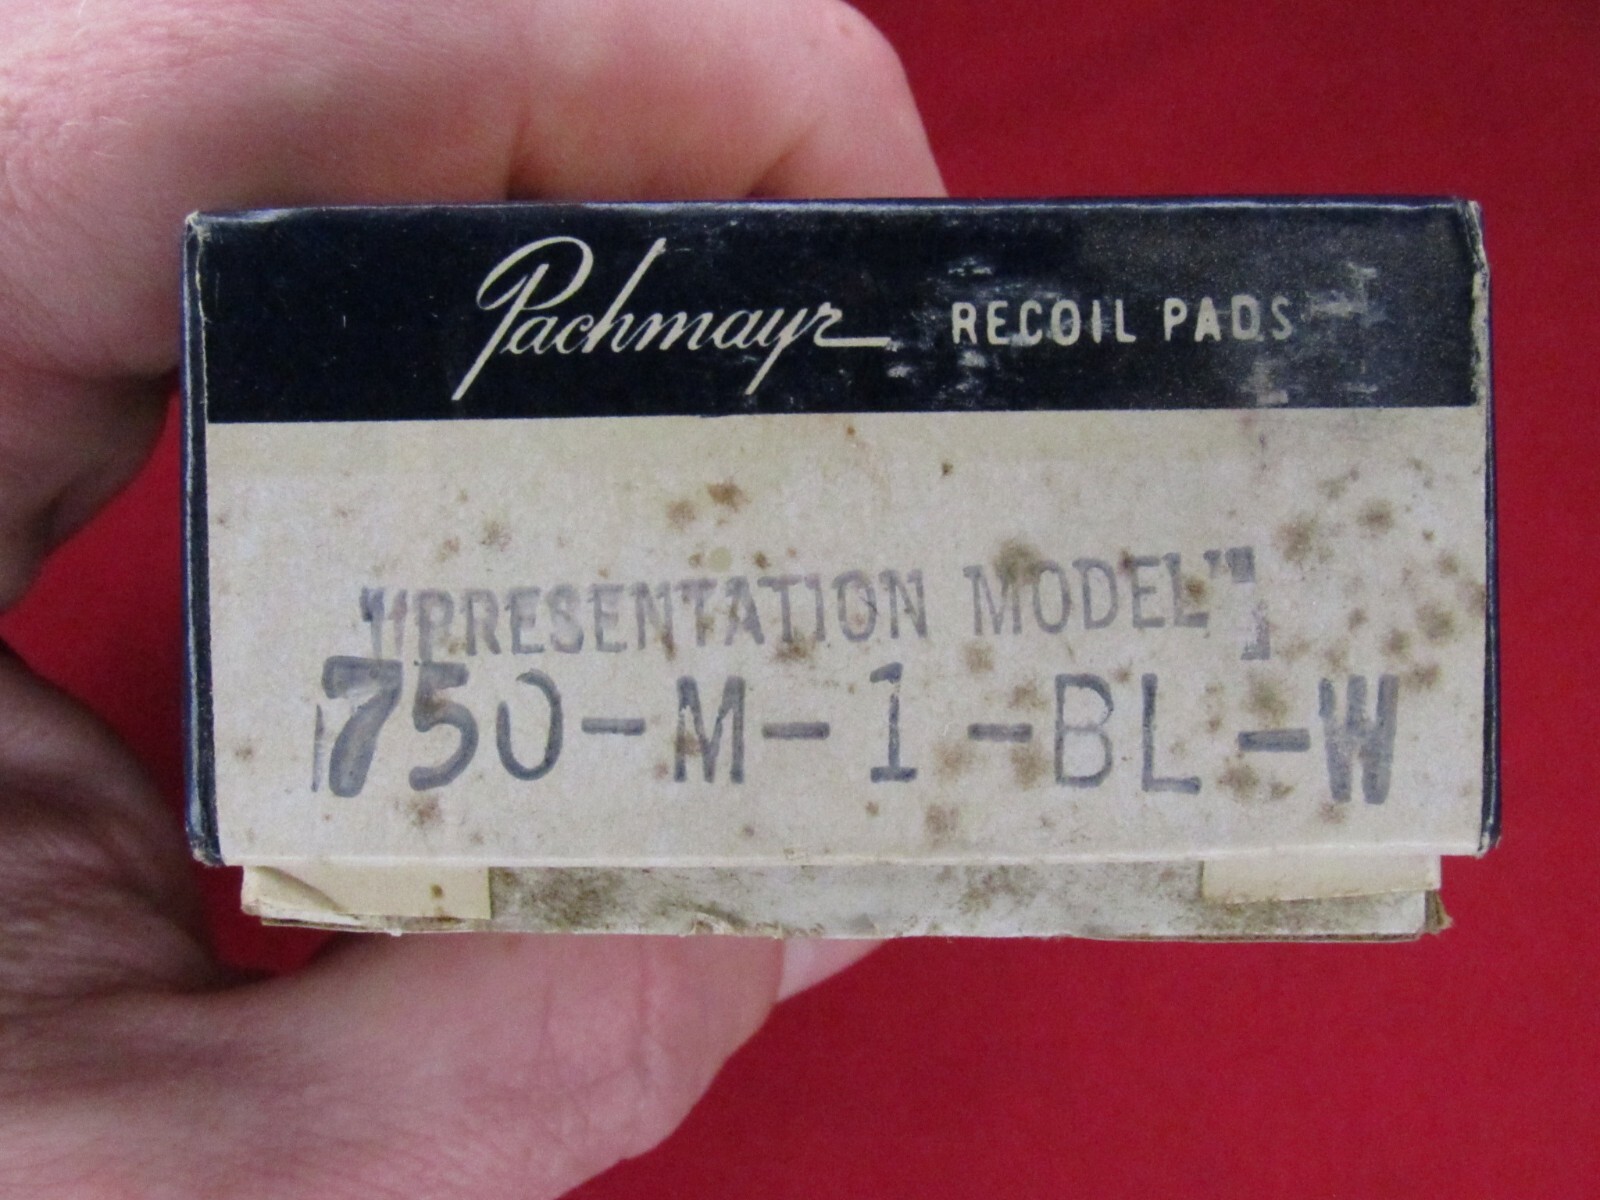 Pachmayr RECOIL PADS
"PRESENTATION MODEL"
750-M-1-BL-W